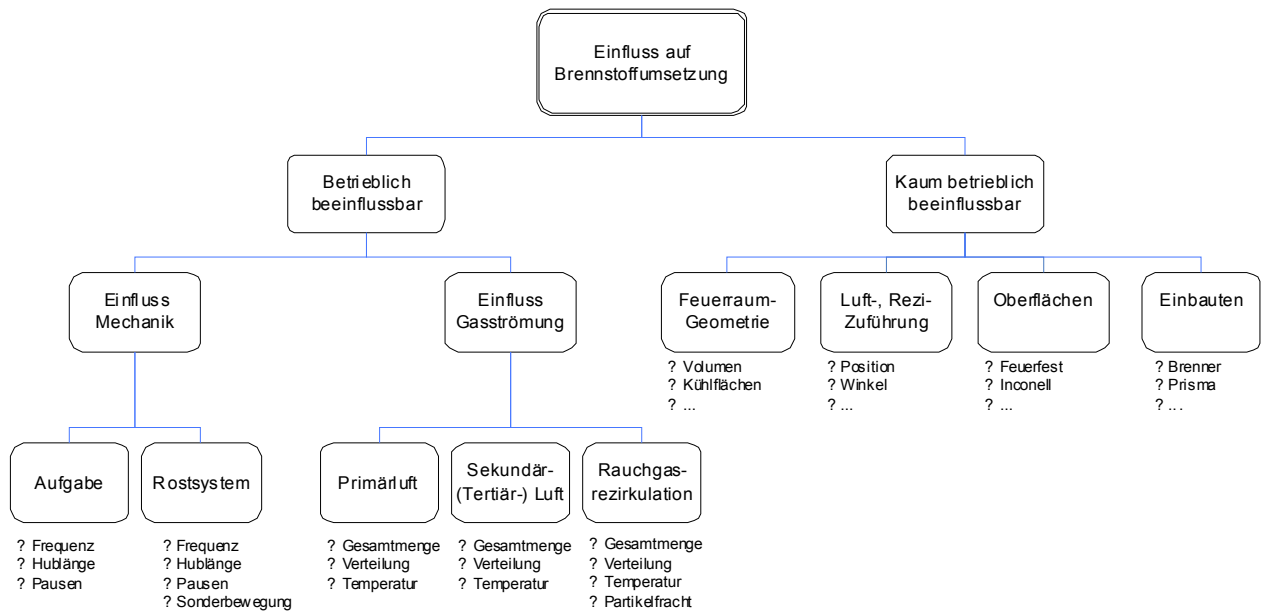 Einfluss auf
Brennstoffumsetzung
Betrieblich
beeinflussbar
Kaum betrieblich
beeinflussbar
Einfluss
Mechanik
Einfluss
Gasströmung
Feuerraum-
Geometrie
Luft-, Rezi-
Zuführung
Oberflächen
Einbauten
? Volumen
? Kühlflächen
? ...
? Position
? Winkel
? ...
? Feuerfest
? Inconell
? ...
? Brenner
? Prisma
? ...
Aufgabe
Rostsystem
Primärluft
Sekundär-
(Tertiär-) Luft
Rauchgas-
rezirkulation
? Frequenz
? Hublänge
? Pausen
? Frequenz
? Hublänge
? Pausen
? Sonderbewegung
? Gesamtmenge
? Verteilung
? Temperatur
? Gesamtmenge
? Verteilung
? Temperatur
? Gesamtmenge
? Verteilung
? Temperatur
? Partikelfracht